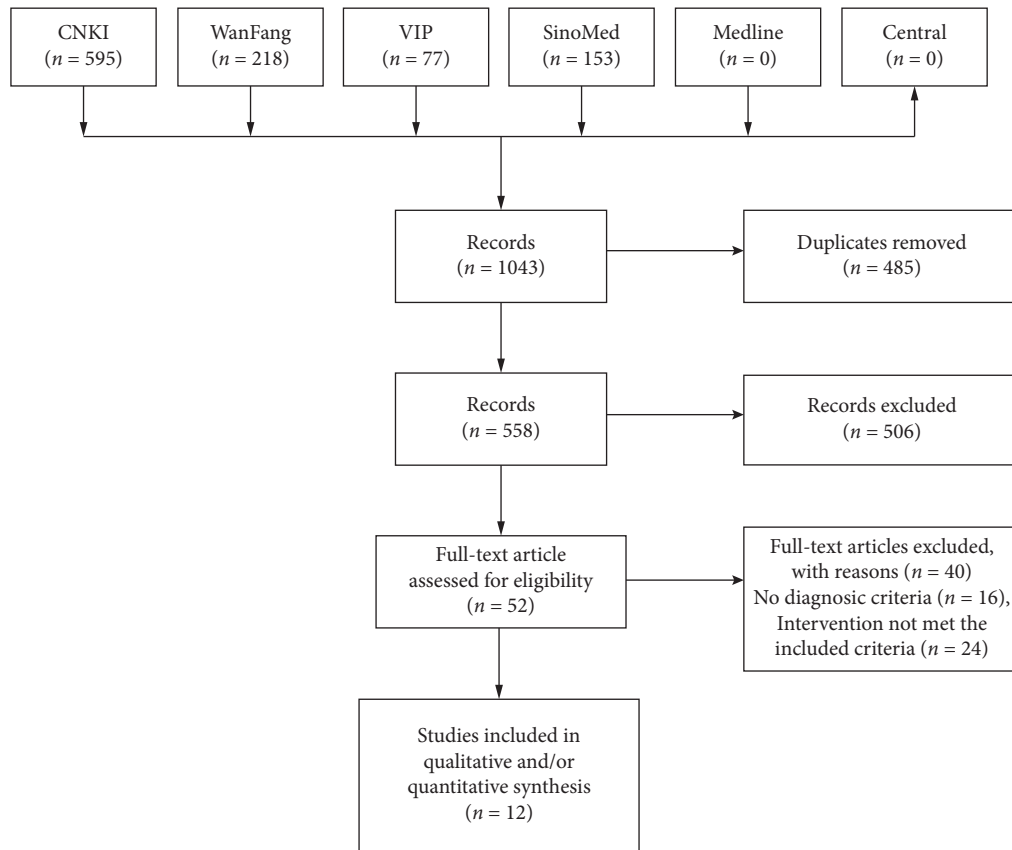 CNKI
(n = 595)
WanFang
(n = 218)
VIP
(n = 77)
SinoMed
(n = 153)
Medline
(n = 0)
Central
(n = 0)
Records
(n = 1043)
Duplicates removed
(n = 485)
Records
(n = 558)
Records excluded
(n = 506)
Full-text article
assessed for eligibility
(n = 52)
Full-text articles excluded,
with reasons (n = 40)
No diagnosic criteria (n = 16),
Intervention not met the
included criteria (n = 24)
Studies included in
qualitative and/or
quantitative synthesis
(n = 12)